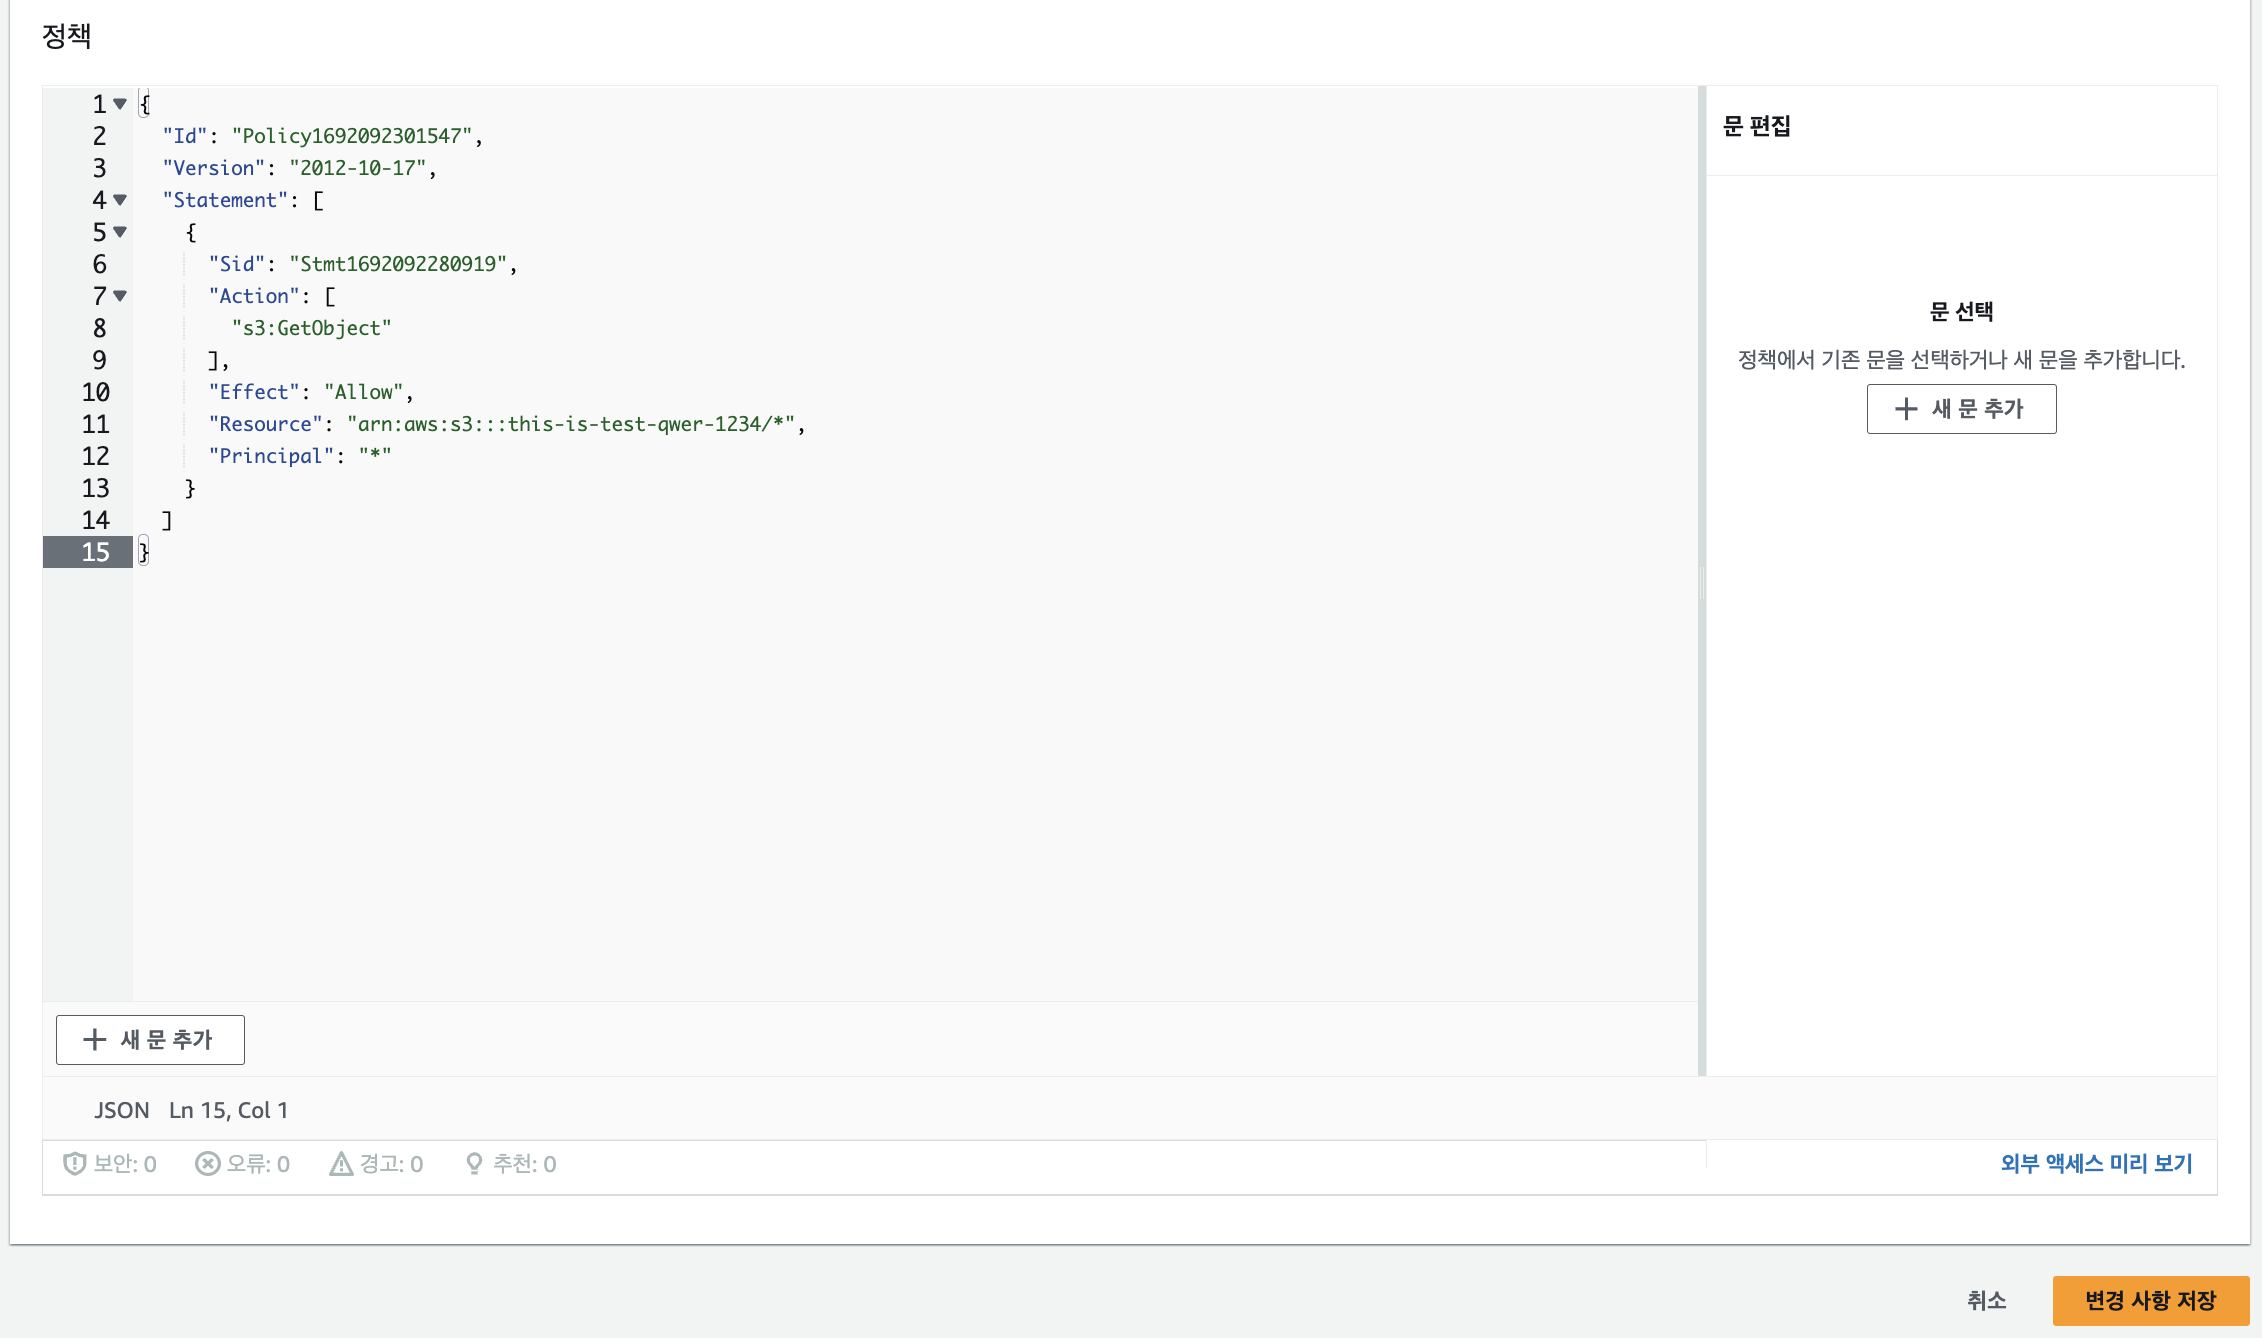 정책
1 {
2   "Id": "Policy1692092301547",
3   "Version": "2012-10-17",
4   "Statement": [
5     {
6       "Sid": "Stmt1692092280919",
7       "Action": [
8         "s3:GetObject"
9       ],
10       "Effect": "Allow",
11       "Resource": "arn:aws:s3:::this-is-test-qwer-1234/*",
12       "Principal": "*"
13     }
14   ]
15 }
+ 새 문 추가
문 편집
문 선택
정책에서 기존 문을 선택하거나 새 문을 추가합니다.
+ 새 문 추가
JSON Ln 15, Col 1
보안: 0 오류: 0 경고: 0 추천: 0
외부 액세스 미리 보기
취소 변경 사항 저장